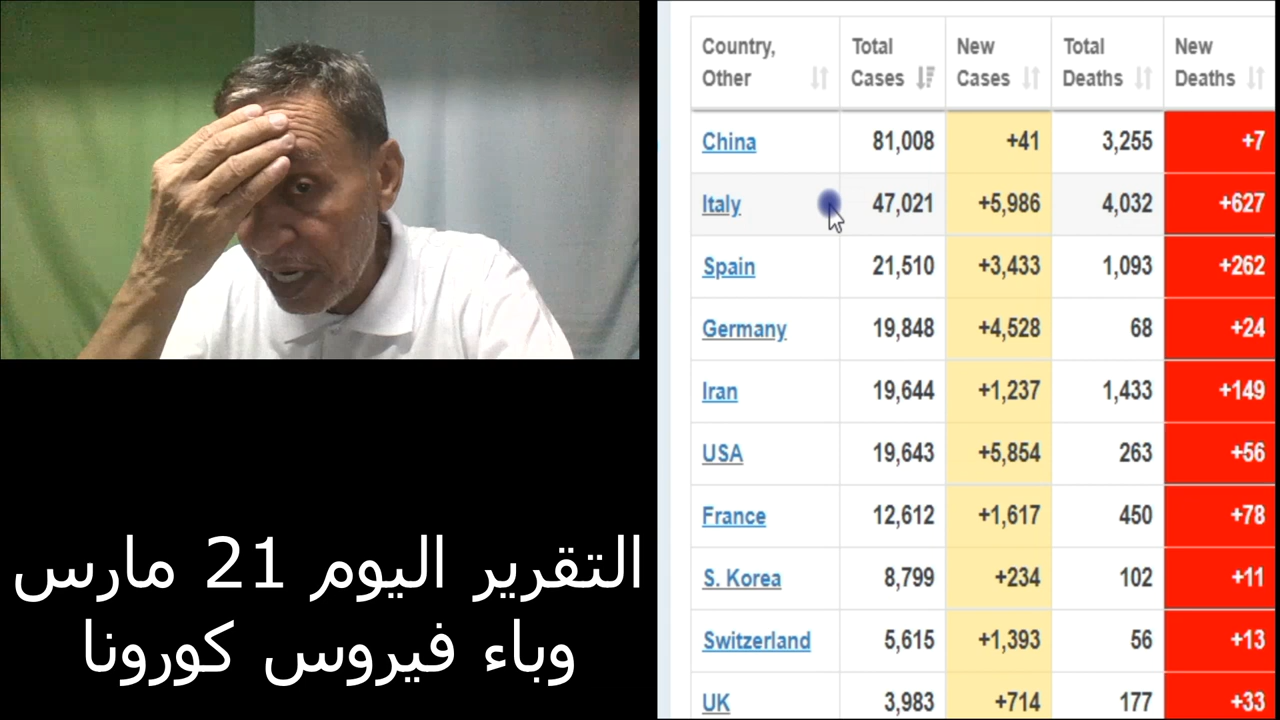 Country, Other Total Cases New Cases Total Deaths New Deaths
China 81,008 +41 3,255 +7
Italy 47,021 +5,986 4,032 +627
Spain 21,510 +3,433 1,093 +262
Germany 19,848 +4,528 68 +24
Iran 19,644 +1,237 1,433 +149
USA 19,643 +5,854 263 +56
France 12,612 +1,617 450 +78
S. Korea 8,799 +234 102 +11
Switzerland 5,615 +1,393 56 +13
UK 3,983 +714 177 +33
التقرير اليوم 21 مارس
وباء فيروس كورونا